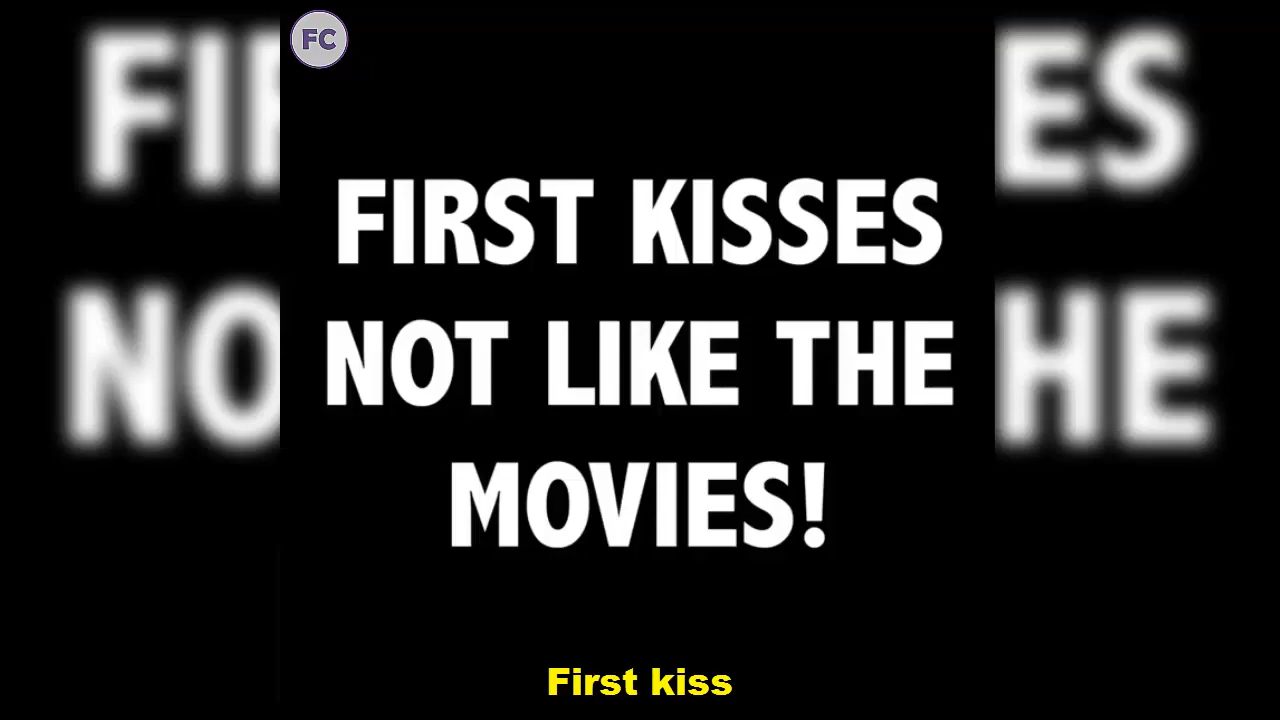 FC
FIRST KISSES
NOT LIKE THE
MOVIES!
First kiss